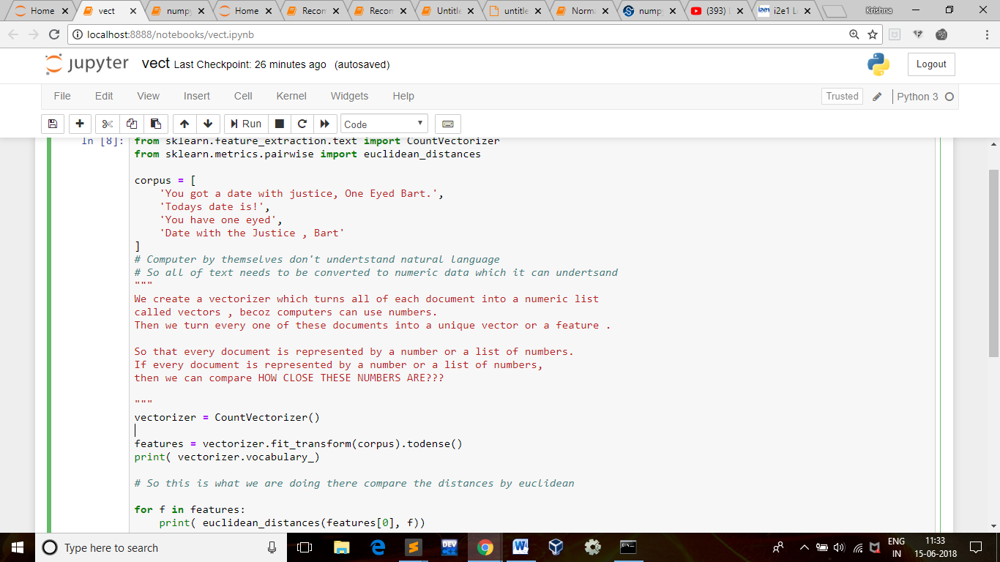 Home
vect
numpy
Home
Recom
Recom
Untitle
untitle
Norma
numpy
(393) L
i2e1 L
Krishna
localhost:8888/notebooks/vect.ipynb
jupyter vect Last Checkpoint: 26 minutes ago (autosaved)
Logout
File Edit View Insert Cell Kernel Widgets Help
Trusted
Python 3
Run
Code
In [8]:
from sklearn.feature_extraction.text import CountVectorizer
from sklearn.metrics.pairwise import euclidean_distances
corpus = [
'You got a date with justice, One Eyed Bart.',
'Todays date is!',
'You have one eyed',
'Date with the Justice , Bart'
]
# Computer by themselves don't undertstand natural language
# So all of text needs to be converted to numeric data which it can undertsand
"""
We create a vectorizer which turns all of each document into a numeric list
called vectors , becoz computers can use numbers.
Then we turn every one of these documents into a unique vector or a feature .
So that every document is represented by a number or a list of numbers.
If every document is represented by a number or a list of numbers,
then we can compare HOW CLOSE THESE NUMBERS ARE???
"""
vectorizer = CountVectorizer()
features = vectorizer.fit_transform(corpus).todense()
print( vectorizer.vocabulary_)
# So this is what we are doing there compare the distances by euclidean
for f in features:
print( euclidean_distances(features[0], f))
Type here to search
DEV
ENG
IN
11:33
15-06-2018